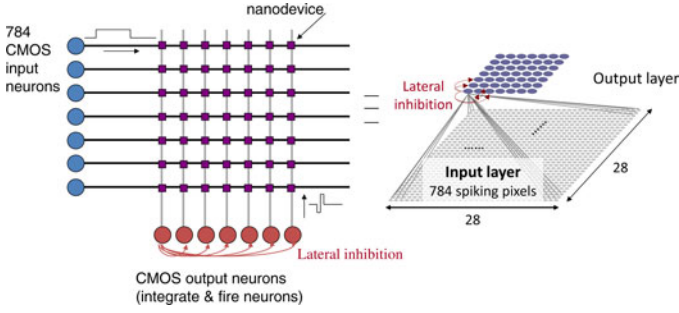 nanodevice
784
CMOS
input
neurons
Lateral inhibition
CMOS output neurons
(integrate & fire neurons)
Lateral
inhibition
Output layer
......
......
Input layer
784 spiking pixels
28
28